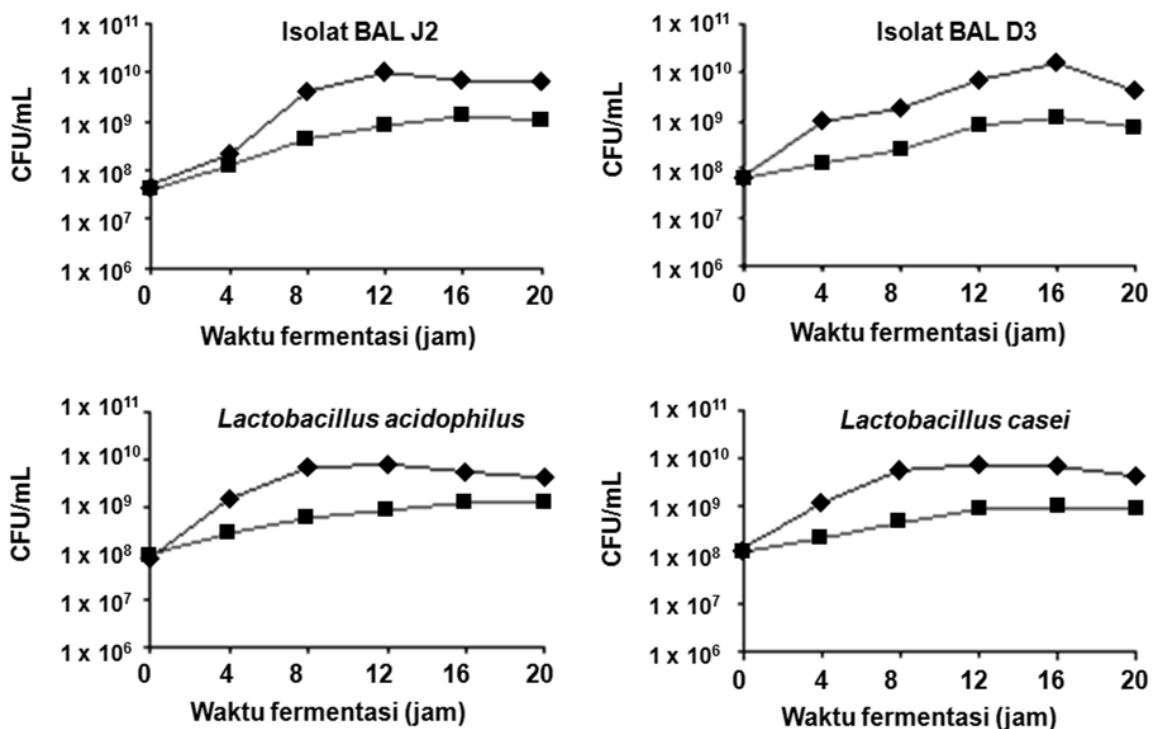 Isolat BAL J2
1 x 10¹¹
1 x 10¹⁰
1 x 10⁹
1 x 10⁸
1 x 10⁷
1 x 10⁶
CFU/mL
0 4 8 12 16 20
Waktu fermentasi (jam)
Isolat BAL D3
1 x 10¹¹
1 x 10¹⁰
1 x 10⁹
1 x 10⁸
1 x 10⁷
1 x 10⁶
CFU/mL
0 4 8 12 16 20
Waktu fermentasi (jam)
Lactobacillus acidophilus
1 x 10¹¹
1 x 10¹⁰
1 x 10⁹
1 x 10⁸
1 x 10⁷
1 x 10⁶
CFU/mL
0 4 8 12 16 20
Waktu fermentasi (jam)
Lactobacillus casei
1 x 10¹¹
1 x 10¹⁰
1 x 10⁹
1 x 10⁸
1 x 10⁷
1 x 10⁶
CFU/mL
0 4 8 12 16 20
Waktu fermentasi (jam)